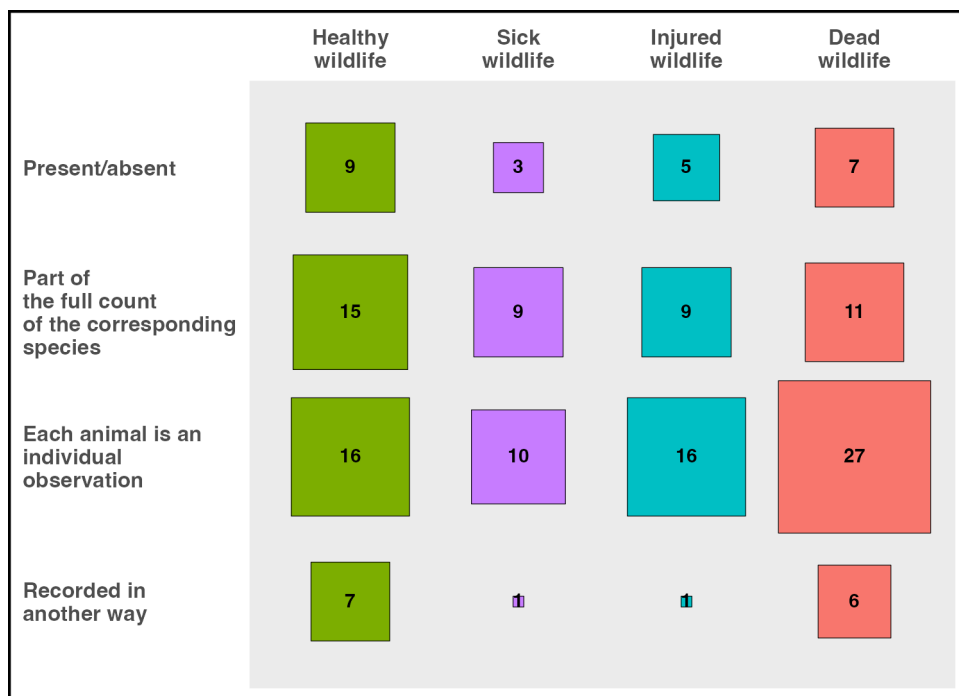 Healthy
wildlife
Sick
wildlife
Injured
wildlife
Dead
wildlife
Present/absent
9
3
5
7
Part of
the full count
of the corresponding
species
15
9
9
11
Each animal is an
individual
observation
16
10
16
27
Recorded in
another way
7
1
1
6